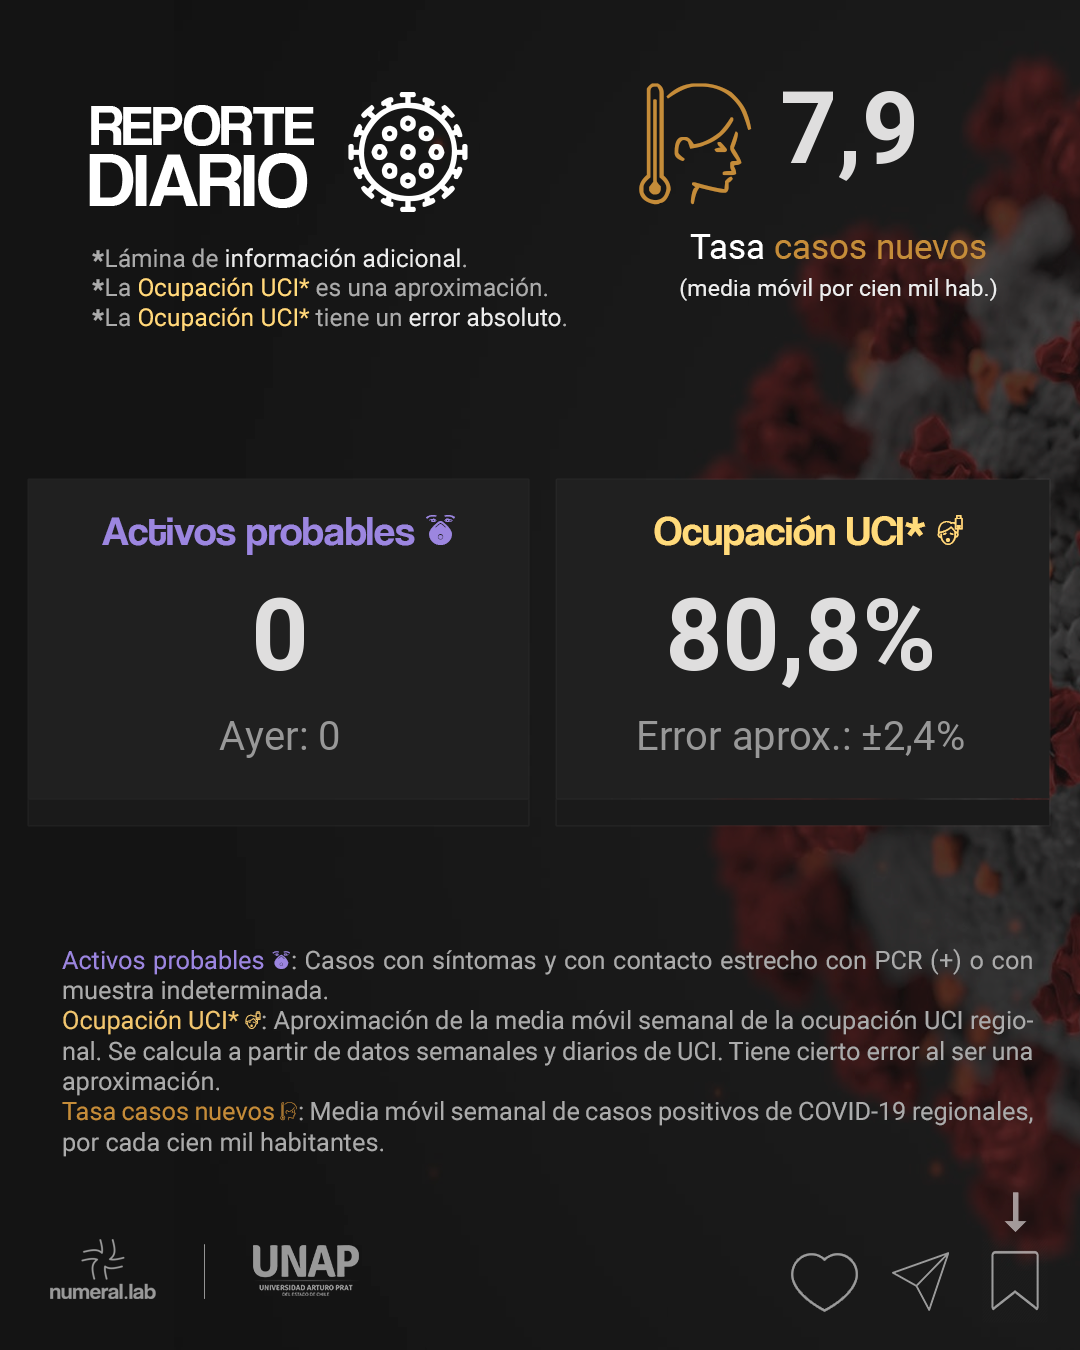 REPORTE
DIARIO
*Lámina de información adicional.
*La Ocupación UCI* es una aproximación.
*La Ocupación UCI* tiene un error absoluto.
7,9
Tasa casos nuevos
(media móvil por cien mil hab.)
Activos probables
0
Ayer: 0
Ocupación UCI*
80,8%
Error aprox.: ±2,4%
Activos probables : Casos con síntomas y con contacto estrecho con PCR (+) o con
muestra indeterminada.
Ocupación UCI* : Aproximación de la media móvil semanal de la ocupación UCI regio-
nal. Se calcula a partir de datos semanales y diarios de UCI. Tiene cierto error al ser una
aproximación.
Tasa casos nuevos : Media móvil semanal de casos positivos de COVID-19 regionales,
por cada cien mil habitantes.
numeral.lab
UNAP
UNIVERSIDAD ARTURO PRAT
DEL ESTADO DE CHILE